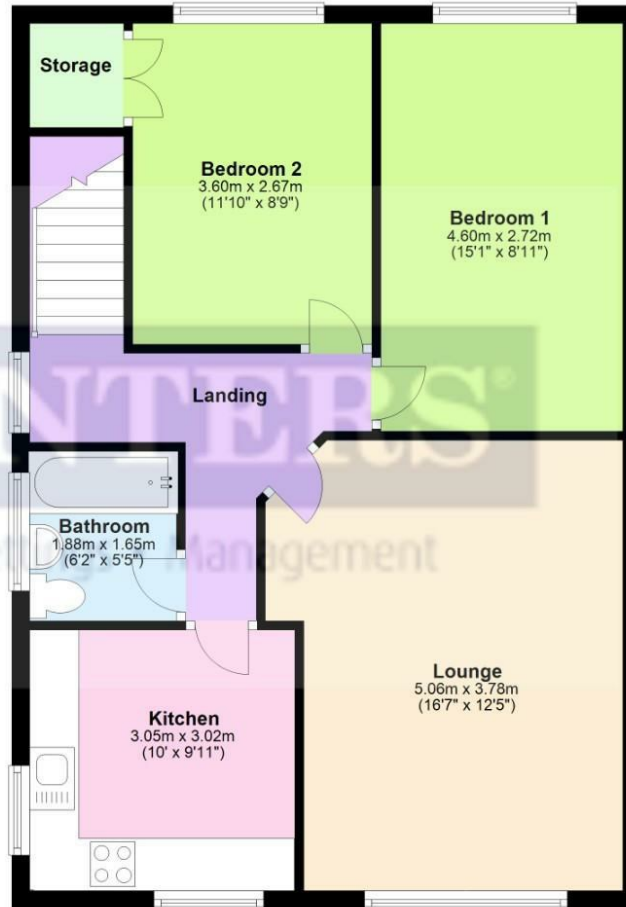 Storage
Bedroom 2
3.60m x 2.67m
(11'10" x 8'9")
Bedroom 1
4.60m x 2.72m
(15'1" x 8'11")
Landing
NTERS®
Bathroom
1.88m x 1.65m
(6'2" x 5'5")
Management
Lounge
5.06m x 3.78m
(16'7" x 12'5")
Kitchen
3.05m x 3.02m
(10' x 9'11")